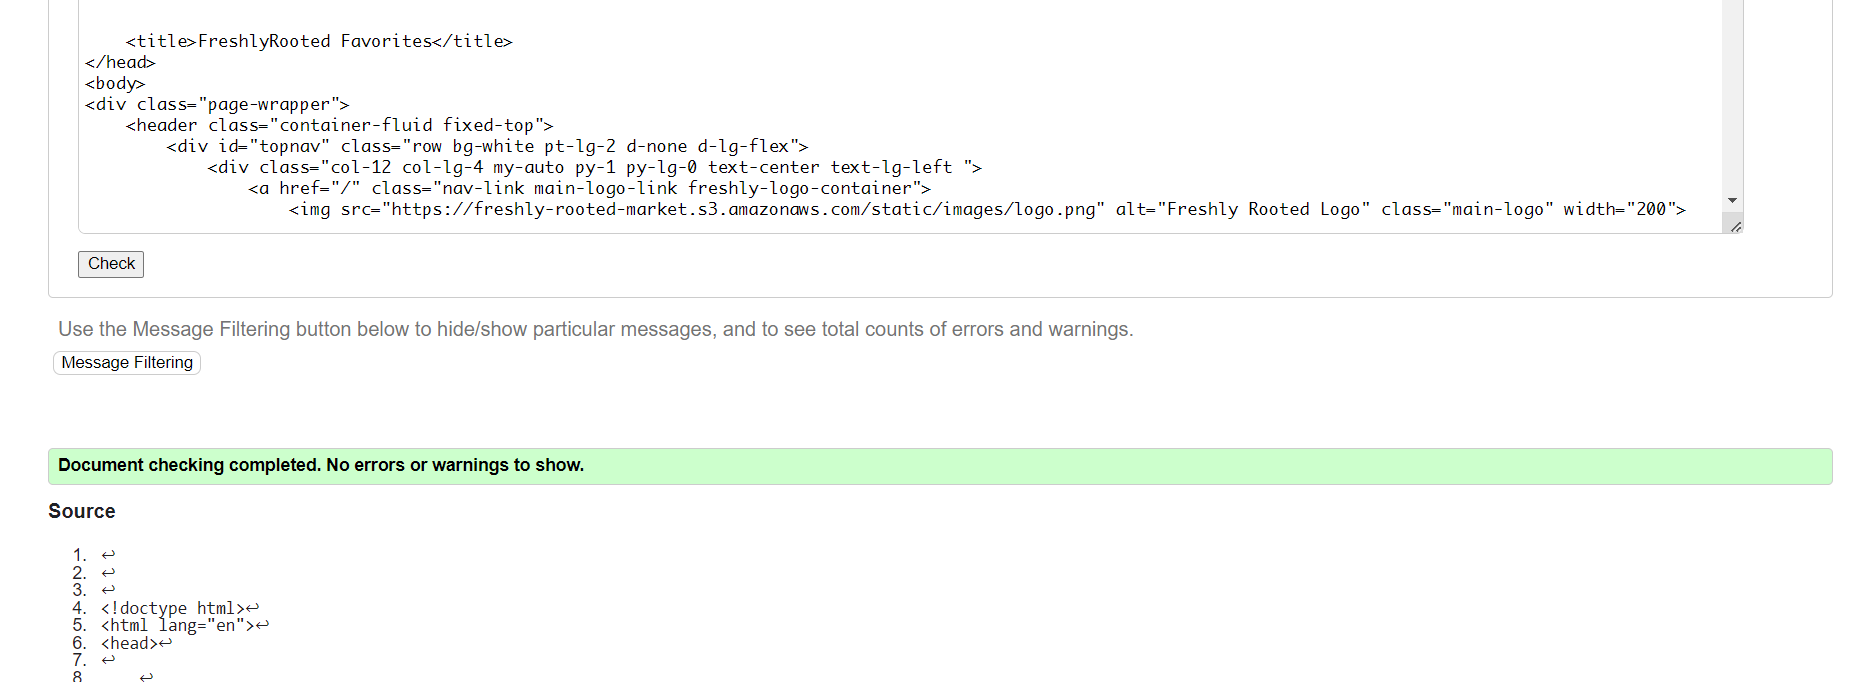 <title>FreshlyRooted Favorites</title>
</head>
<body>
<div class="page-wrapper">
<header class="container-fluid fixed-top">
<div id="topnav" class="row bg-white pt-lg-2 d-none d-lg-flex">
<div class="col-12 col-lg-4 my-auto py-1 py-lg-0 text-center text-lg-left ">
<a href="/" class="nav-link main-logo-link freshly-logo-container">
<img src="https://freshly-rooted-market.s3.amazonaws.com/static/images/logo.png" alt="Freshly Rooted Logo" class="main-logo" width="200">
Check
Use the Message Filtering button below to hide/show particular messages, and to see total counts of errors and warnings.
Message Filtering
Document checking completed. No errors or warnings to show.
Source
1. ↩
2. ↩
3. ↩
4. <!doctype html>↩
5. <html lang="en">↩
6. <head>↩
7. ↩
8 ↩